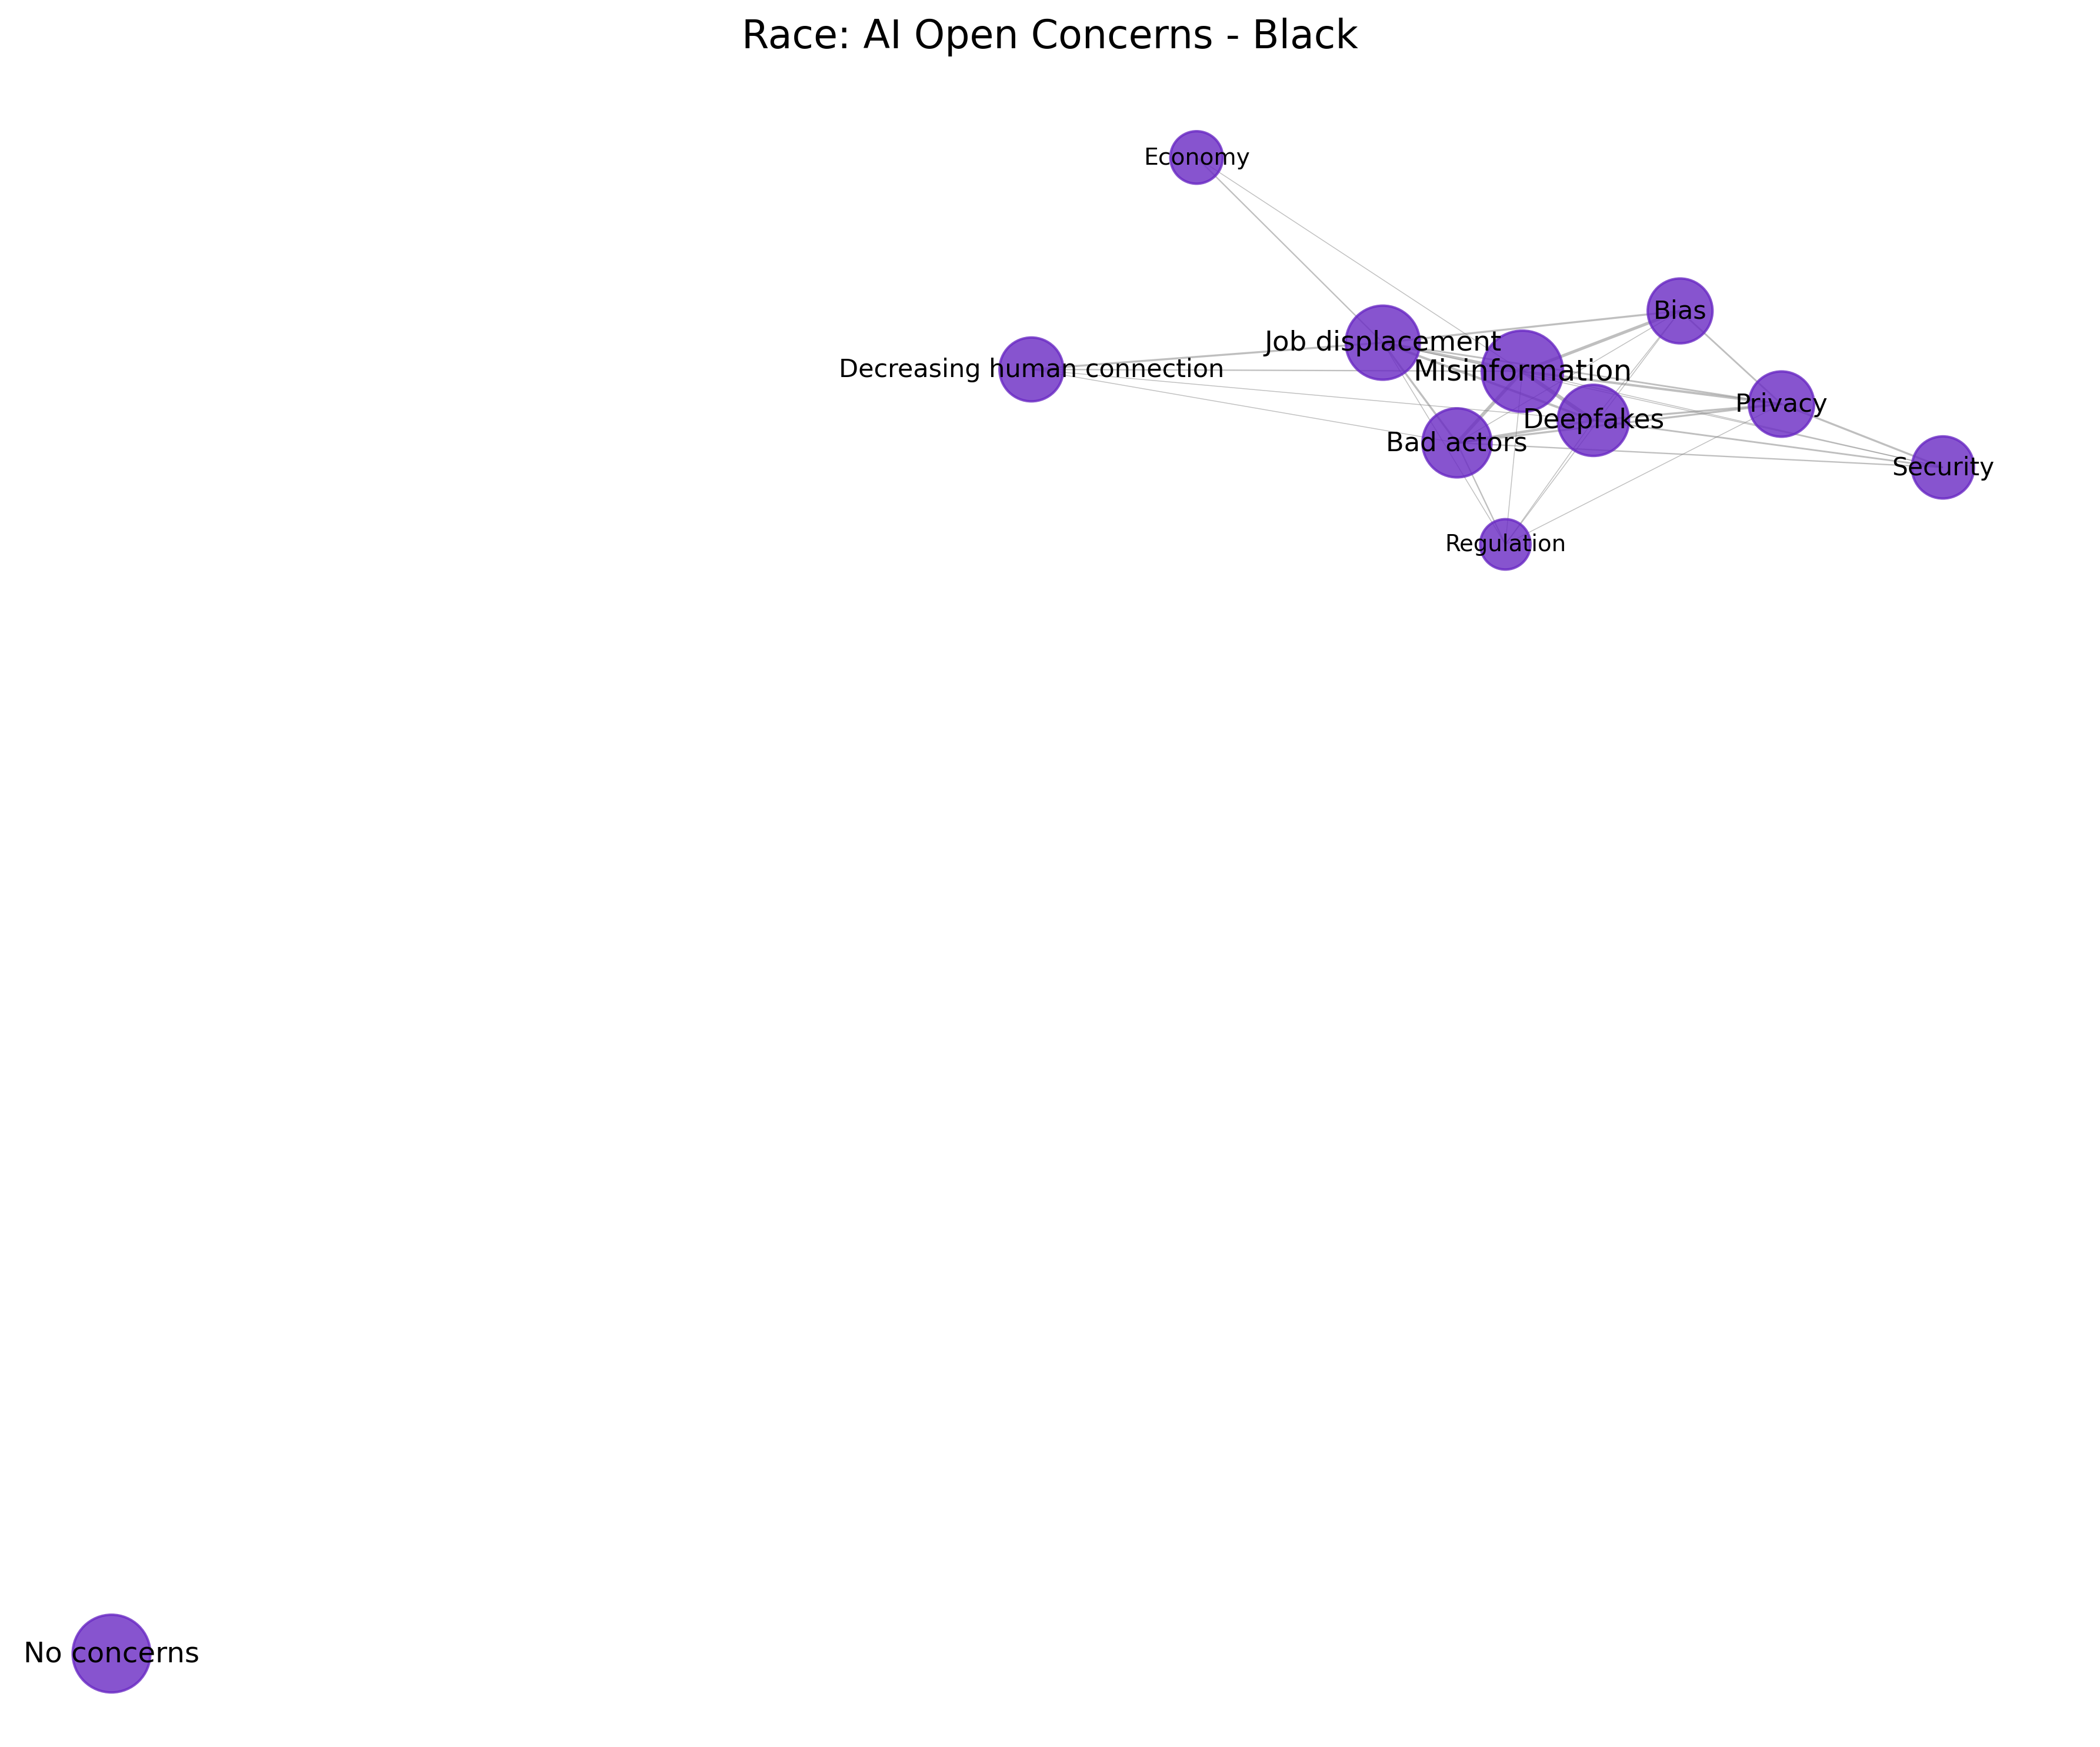 Race: AI Open Concerns - Black
Economy
Bias
Job displacement
Decreasing human connection
Misinformation
Privacy
Deepfakes
Bad actors
Security
Regulation
No concerns